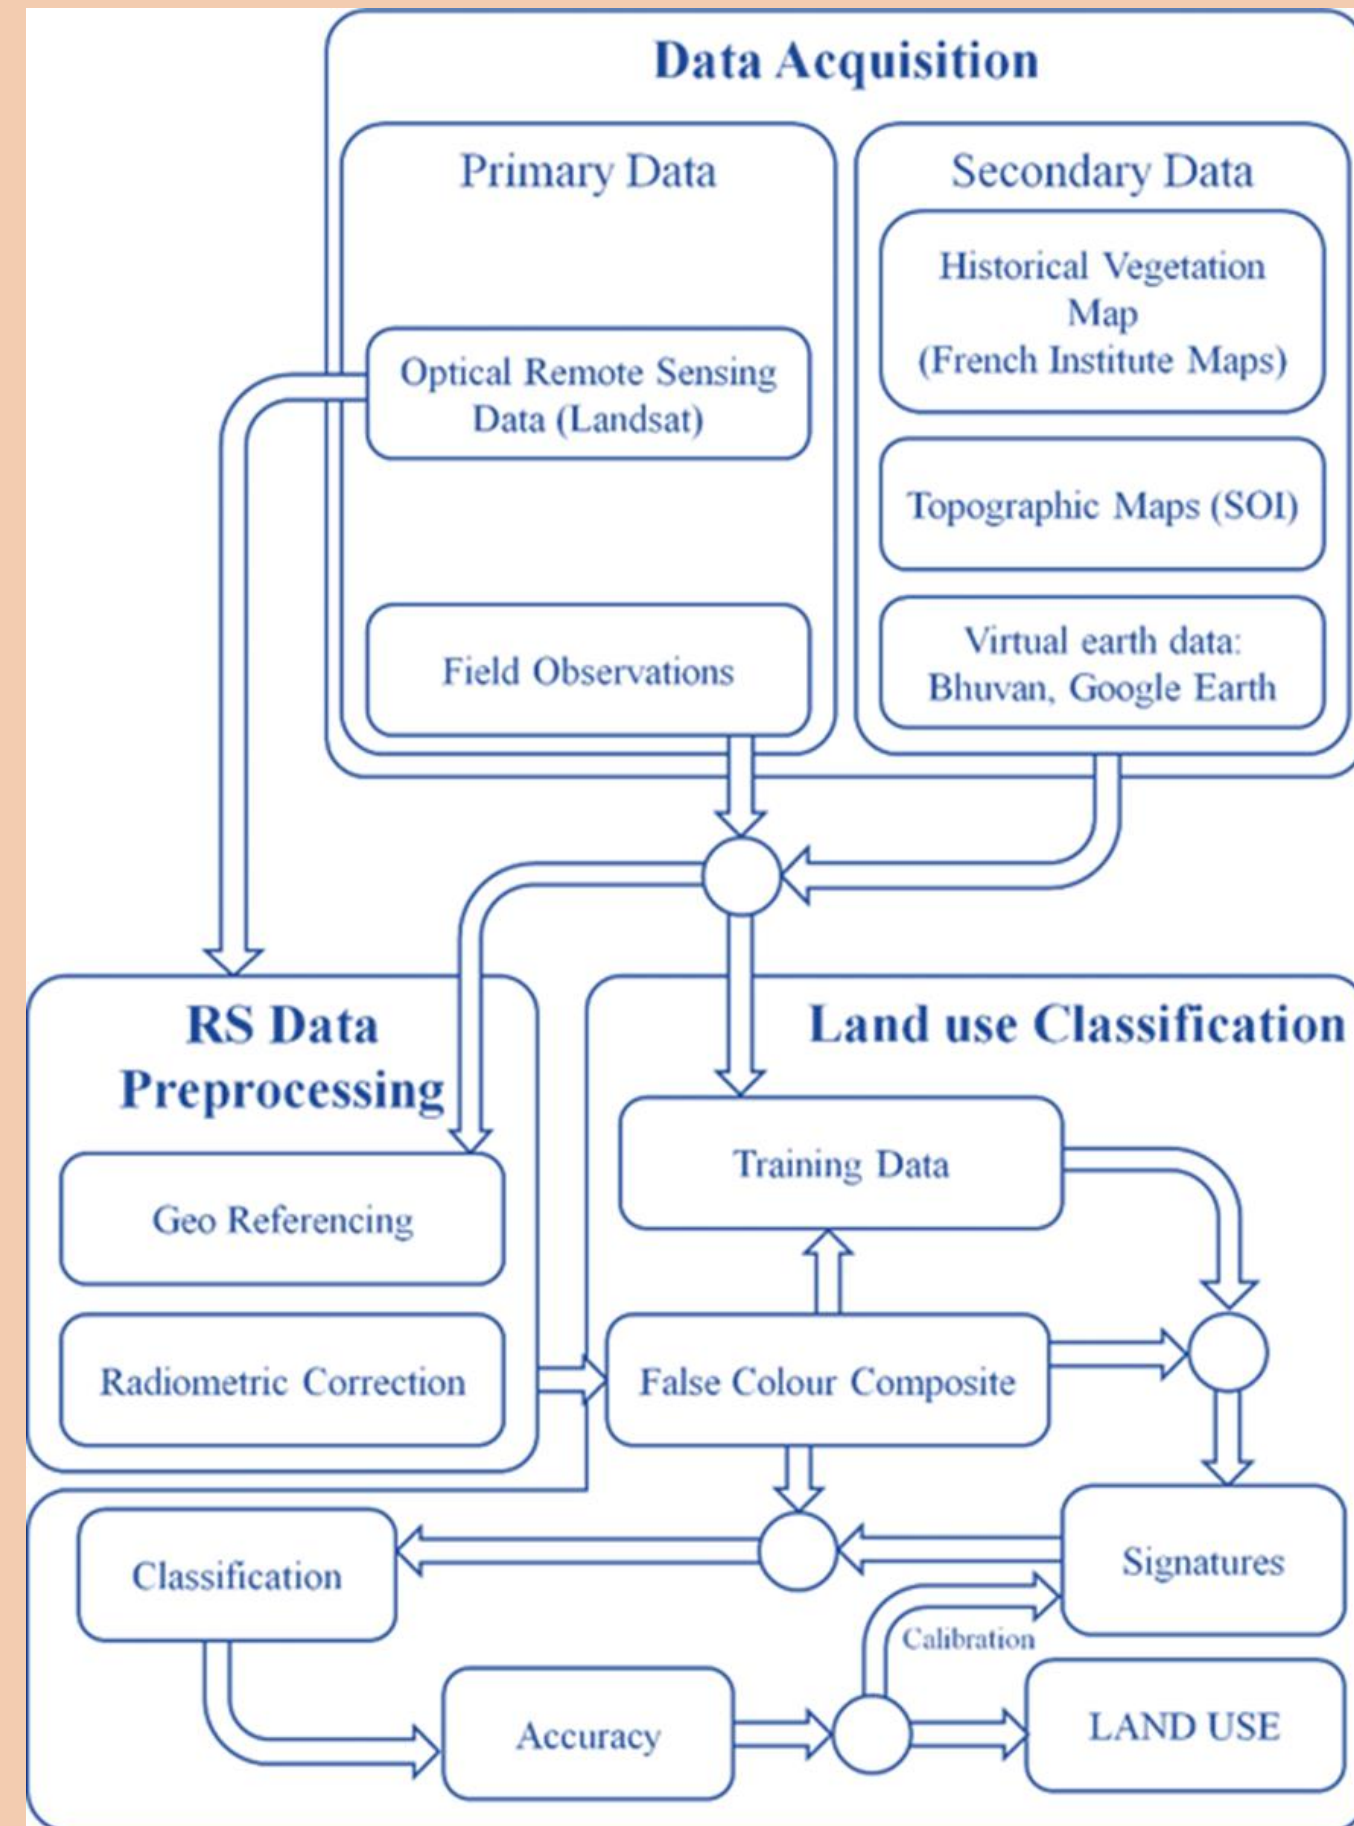 Data Acquisition
Primary Data
Optical Remote Sensing
Data (Landsat)
Field Observations
Secondary Data
Historical Vegetation
Map
(French Institute Maps)
Topographic Maps (SOI)
Virtual earth data:
Bhuvan, Google Earth
RS Data
Preprocessing
Geo Referencing
Radiometric Correction
Land use Classification
Training Data
False Colour Composite
Signatures
Classification
Calibration
Accuracy
LAND USE